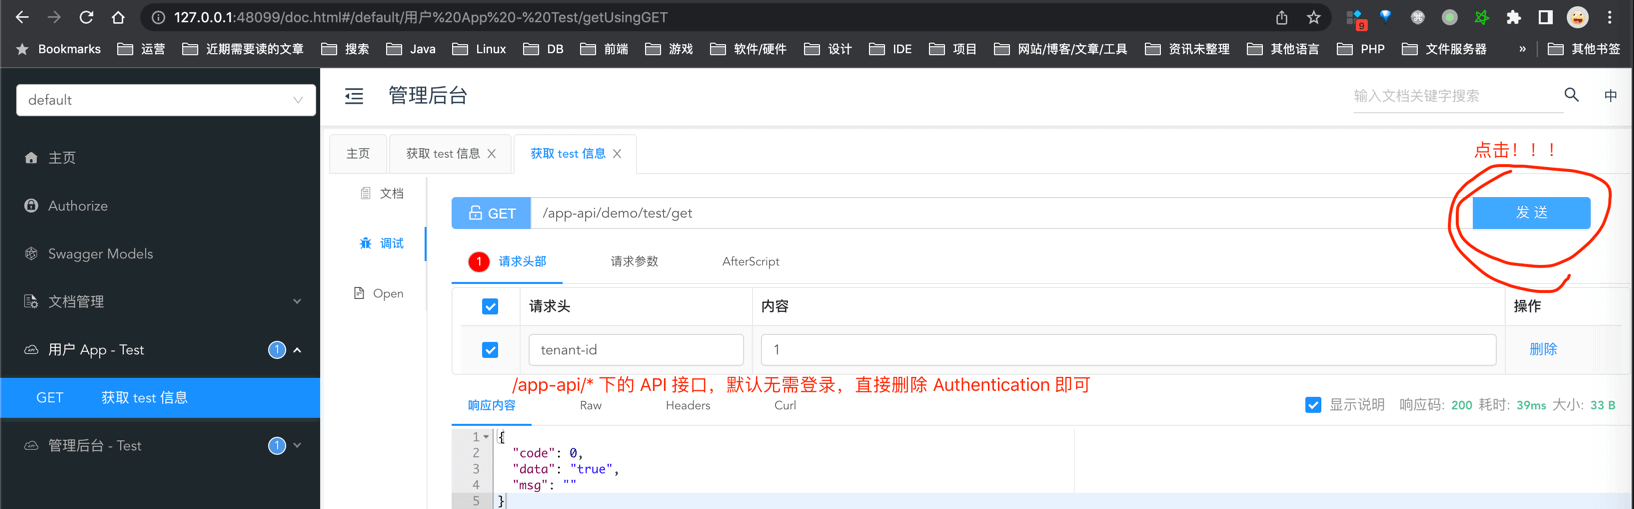 127.0.0.1:48099/doc.html#/default/用户%20App%20-%20Test/getUsingGET
9
Bookmarks 运营 近期需要读的文章 搜索 Java Linux DB 前端 游戏 软件/硬件 设计 IDE 项目 网站/博客/文章/工具 资讯未整理 其他语言 PHP 文件服务器 » 其他书签
default
管理后台
输入文档关键字搜索
中
主页
Authorize
Swagger Models
文档管理
用户 App - Test 1
GET 获取 test 信息
管理后台 - Test 1
主页 获取 test 信息 获取 test 信息
点击！！！
文档
调试
Open
GET /app-api/demo/test/get 发 送
1 请求头部 请求参数 AfterScript
请求头 内容 操作
tenant-id 1 删除
/app-api/* 下的 API 接口，默认无需登录，直接删除 Authentication 即可
响应内容 Raw Headers Curl 显示说明 响应码: 200 耗时: 39ms 大小: 33 B
1 {
2 "code": 0,
3 "data": "true",
4 "msg": ""
5 }